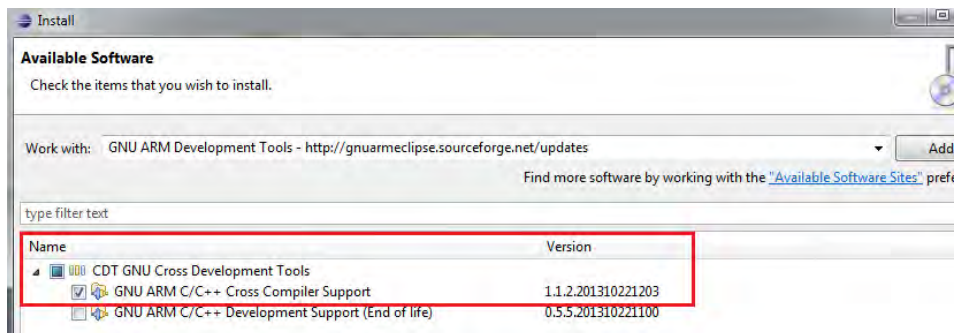 Install
Available Software
Check the items that you wish to install.
Work with: GNU ARM Development Tools - http://gnuarmeclipse.sourceforge.net/updates Add
Find more software by working with the "Available Software Sites"
type filter text
Name Version
CDT GNU Cross Development Tools
GNU ARM C/C++ Cross Compiler Support 1.1.2.201310221203
GNU ARM C/C++ Development Support (End of life) 0.5.5.201310221100